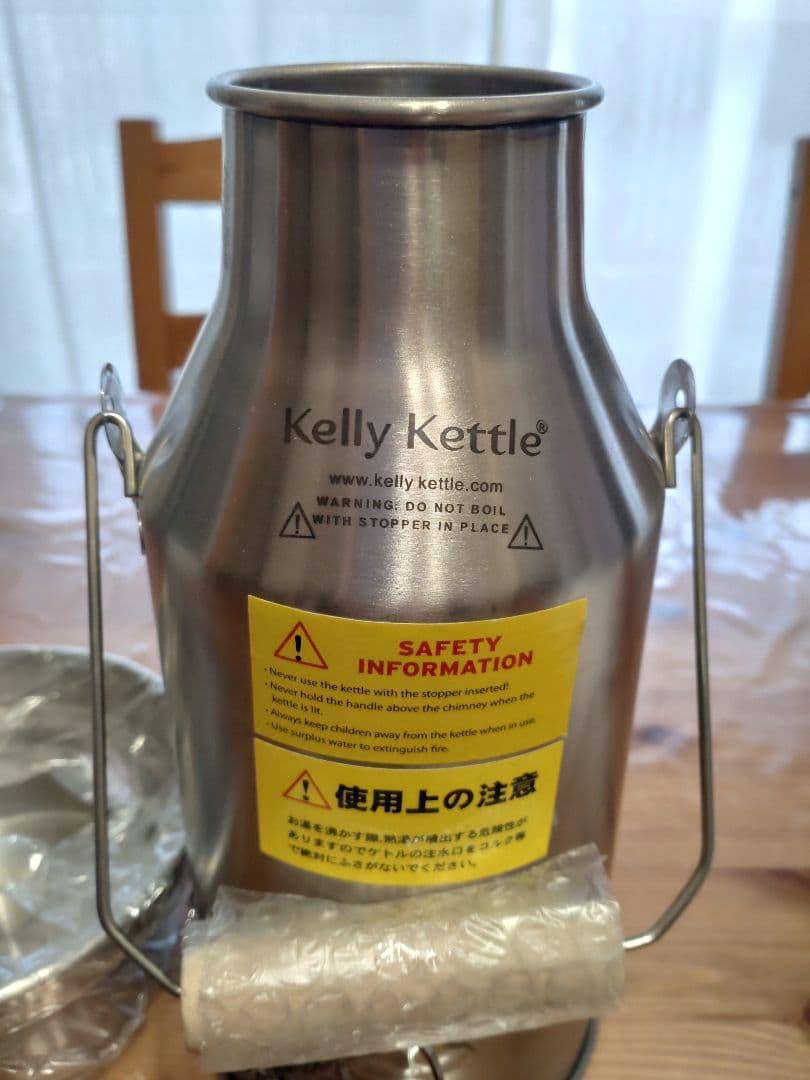 Kelly Kettle®
www.kellykettle.com
WARNING: DO NOT BOIL
WITH STOPPER IN PLACE
SAFETY
INFORMATION
• Never use the kettle with the stopper inserted!
• Never hold the handle above the chimney when the
kettle is lit.
• Always keep children away from the kettle when in use.
• Use surplus water to extinguish fire.
使用上の注意
お湯を沸かす際、熱湯が噴出する危険性が
ありますのでケトルの注水口をコルク等
で絶対にふさがないでください。